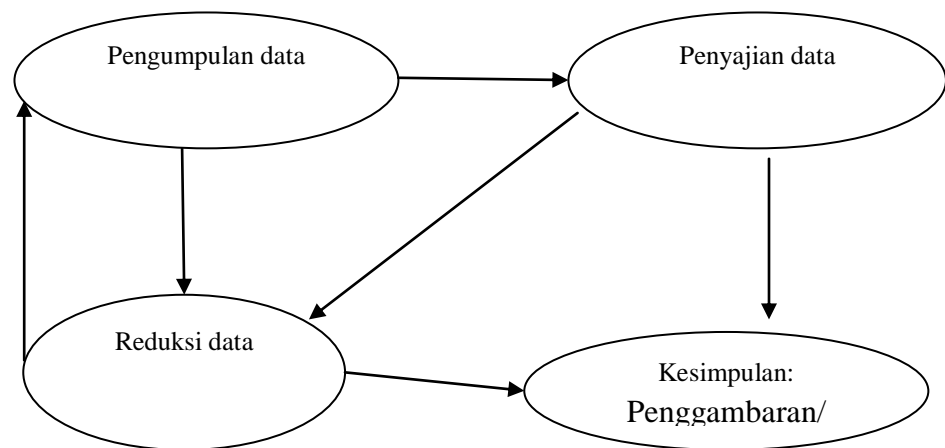 Pengumpulan data
Penyajian data
Reduksi data
Kesimpulan:
Penggambaran/